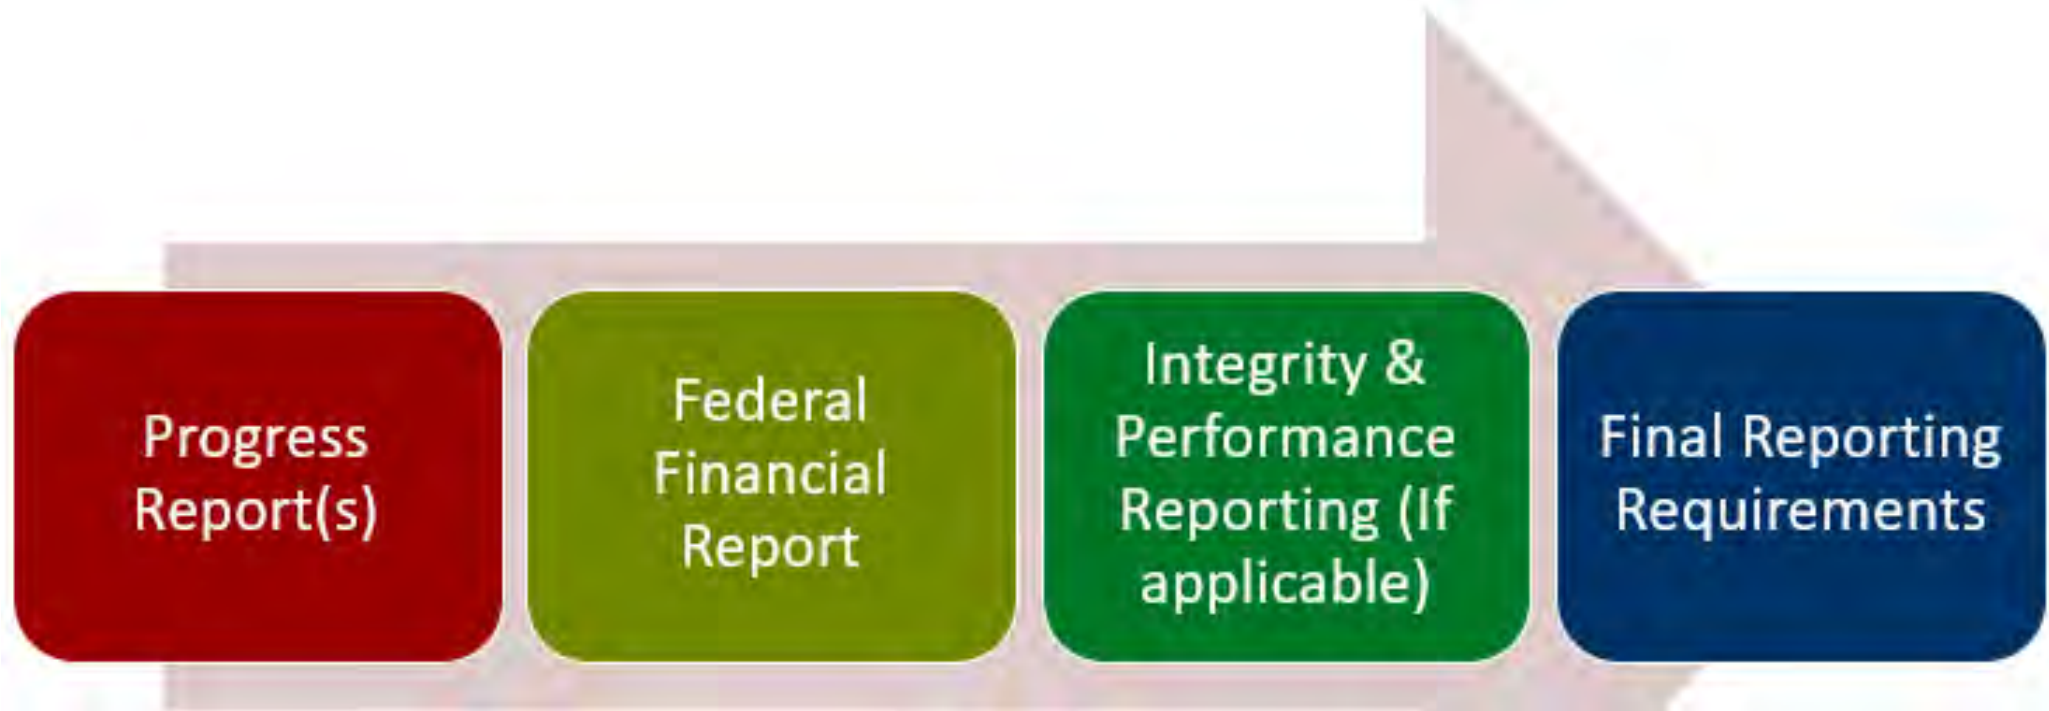 Progress
Report(s)
Federal
Financial
Report
Integrity &
Performance
Reporting (If
applicable)
Final Reporting
Requirements